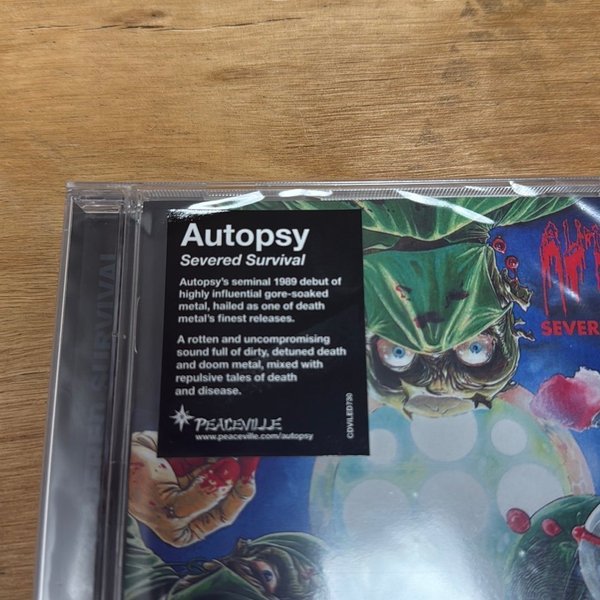 Autopsy
Severed Survival
Autopsy's seminal 1989 debut of
highly influential gore-soaked
metal, hailed as one of death
metal's finest releases.
A rotten and uncompromising
sound full of dirty, detuned death
and doom metal, mixed with
repulsive tales of death
and disease.
PEACEVILLE
www.peaceville.com/autopsy
CDVILED730
SURVIVAL
SEVER